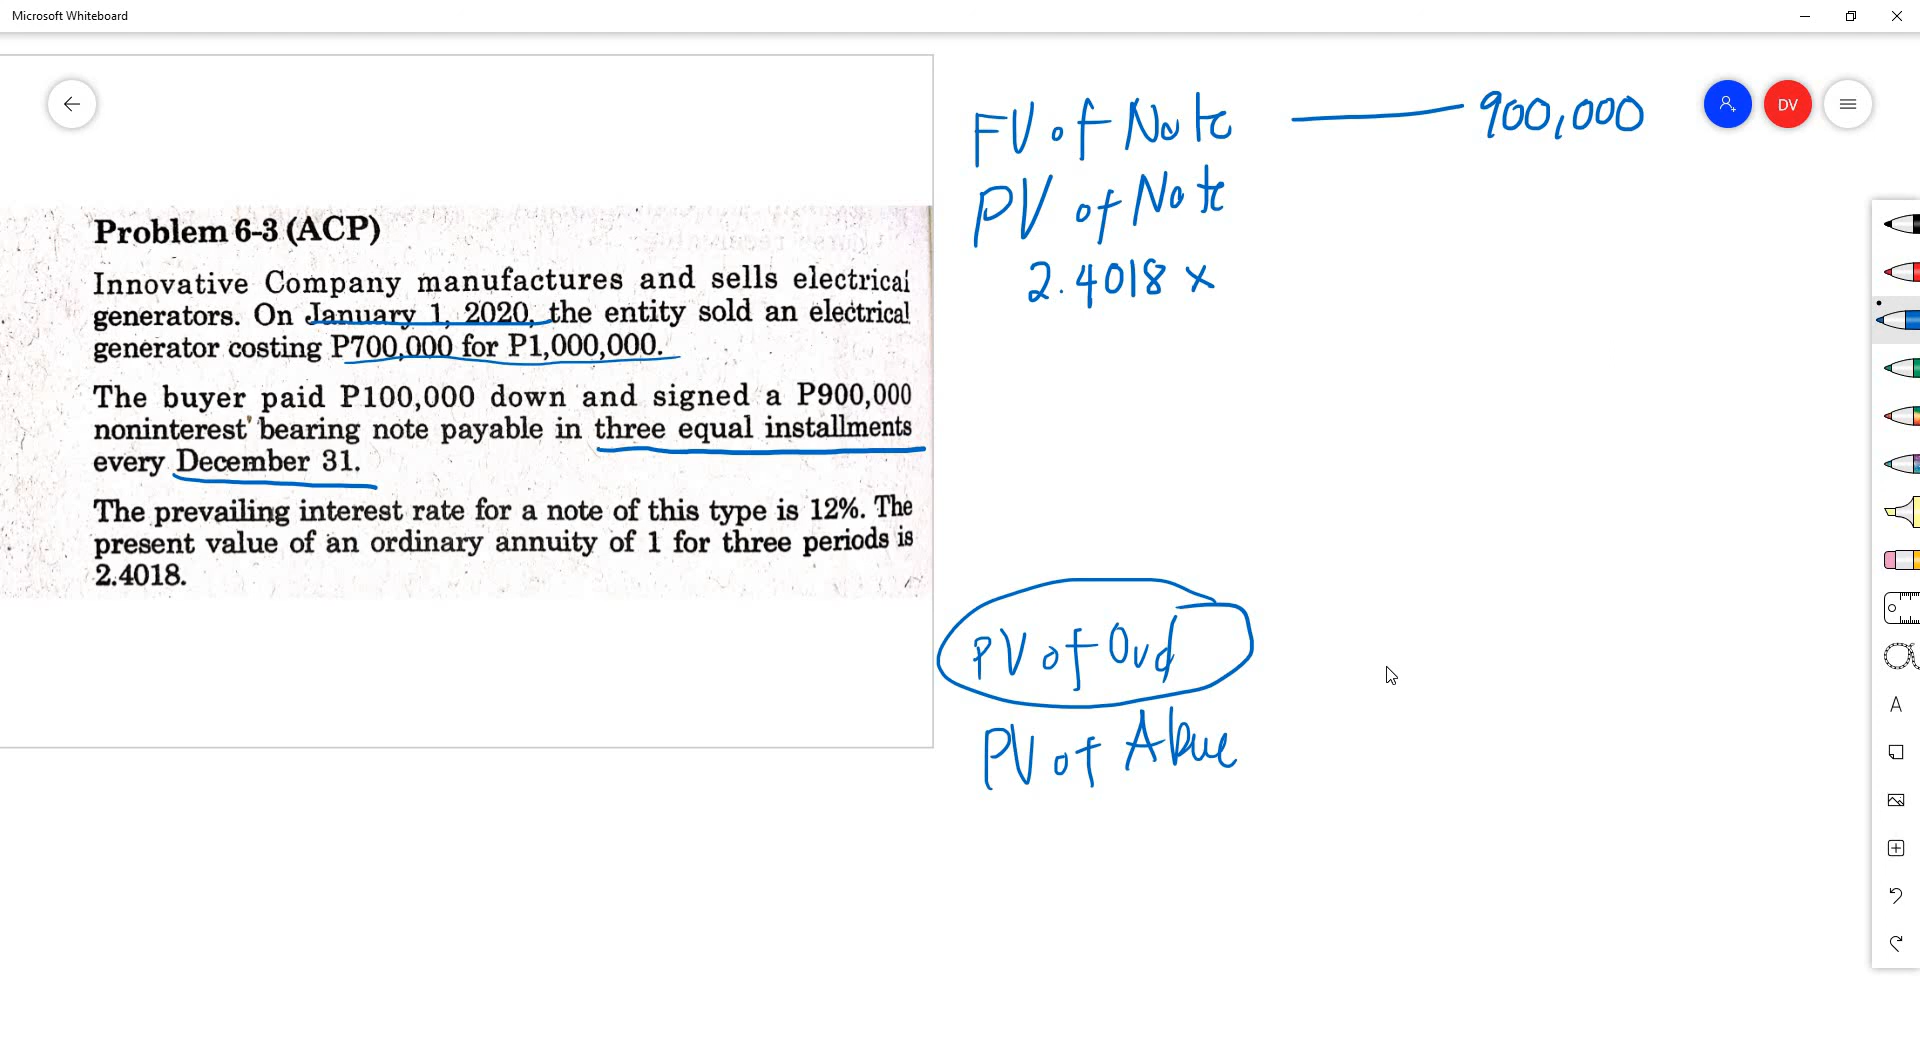 Microsoft Whiteboard
DV
Problem 6-3 (ACP)
Innovative Company manufactures and sells electrical
generators. On January 1, 2020, the entity sold an electrical
generator costing P700,000 for P1,000,000.
The buyer paid P100,000 down and signed a P900,000
noninterest bearing note payable in three equal installments
every December 31.
The prevailing interest rate for a note of this type is 12%. The
present value of an ordinary annuity of 1 for three periods is
2.4018.
FV of Note 900,000
PV of Note
2.4018 x
PV of Ord
PV of
A